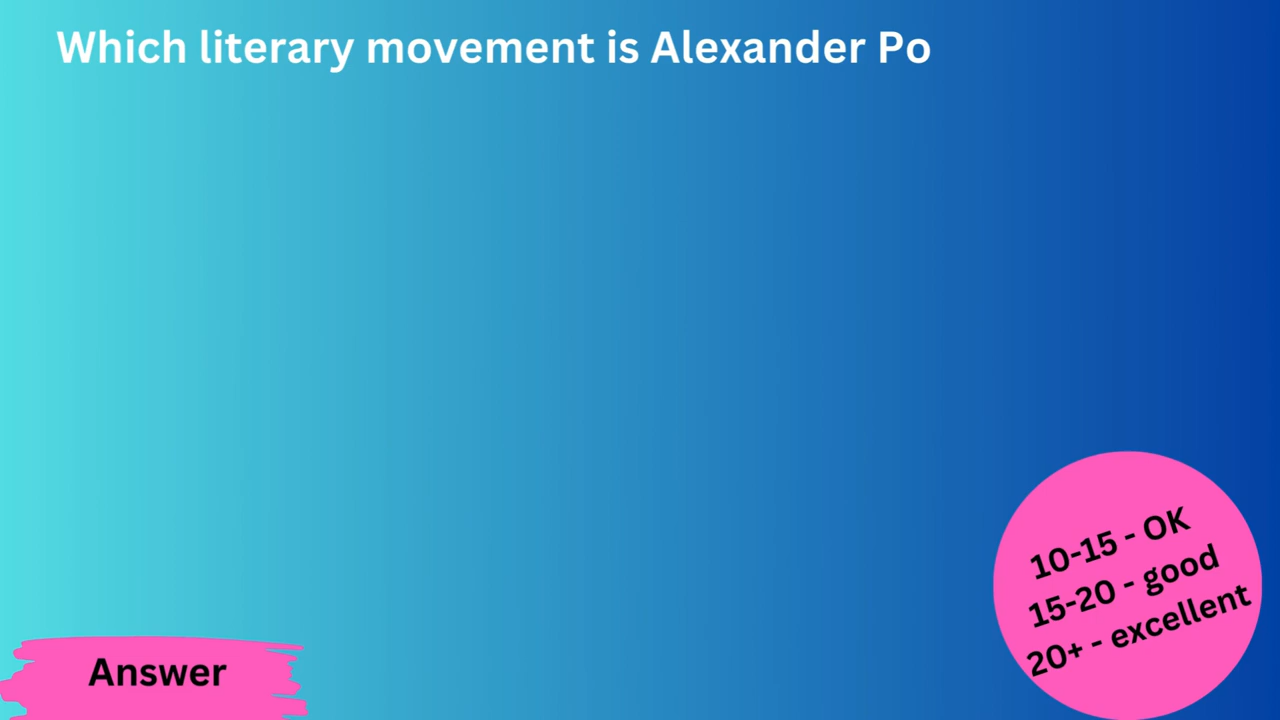 Which literary movement is Alexander Po
10-15 - OK
15-20 - good
20+ - excellent
Answer